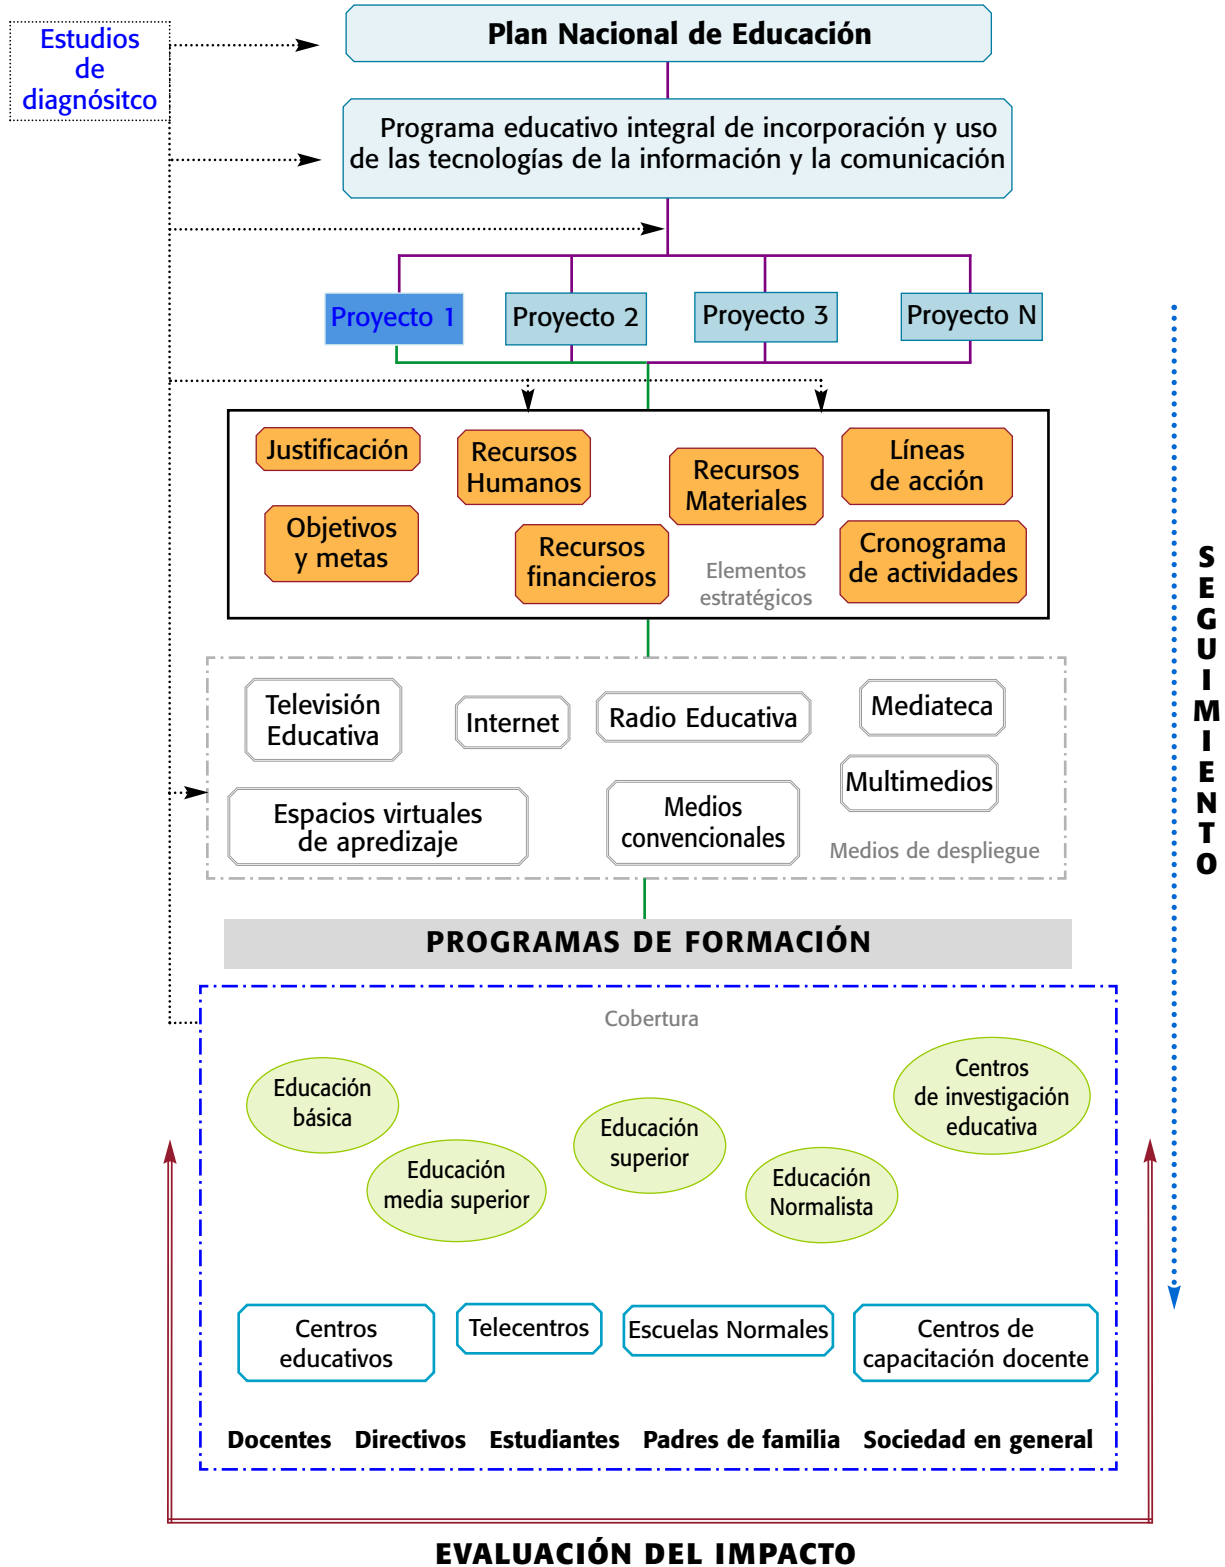 Estudios
de
diagnósitco
Plan Nacional de Educación
Programa educativo integral de incorporación y uso
de las tecnologías de la información y la comunicación
Proyecto 1
Proyecto 2
Proyecto 3
Proyecto N
Justificación
Recursos
Humanos
Recursos
Materiales
Líneas
de acción
Objetivos
y metas
Recursos
financieros
Elementos
estratégicos
Cronograma
de actividades
Televisión
Educativa
Internet
Radio Educativa
Mediateca
Multimedios
Espacios virtuales
de apredizaje
Medios
convencionales
Medios de despliegue
PROGRAMAS DE FORMACIÓN
Cobertura
Educación
básica
Educación
media superior
Educación
superior
Educación
Normalista
Centros
de investigación
educativa
Centros
educativos
Telecentros
Escuelas Normales
Centros de
capacitación docente
Docentes Directivos Estudiantes Padres de familia Sociedad en general
SEGUIMIENTO
EVALUACIÓN DEL IMPACTO